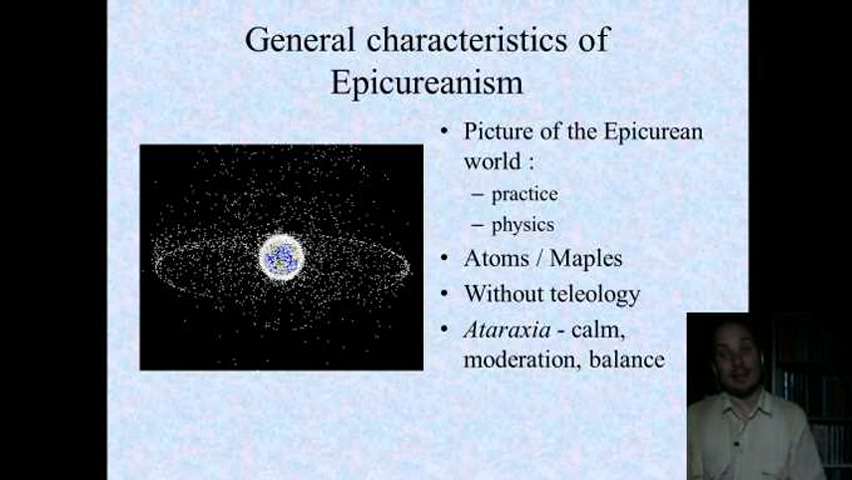 General characteristics of
Epicureanism
• Picture of the Epicurean
world :
– practice
– physics
• Atoms / Maples
• Without teleology
• Ataraxia - calm,
moderation, balance